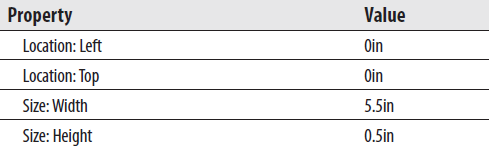 Property Value
Location: Left 0in
Location: Top 0in
Size: Width 5.5in
Size: Height 0.5in